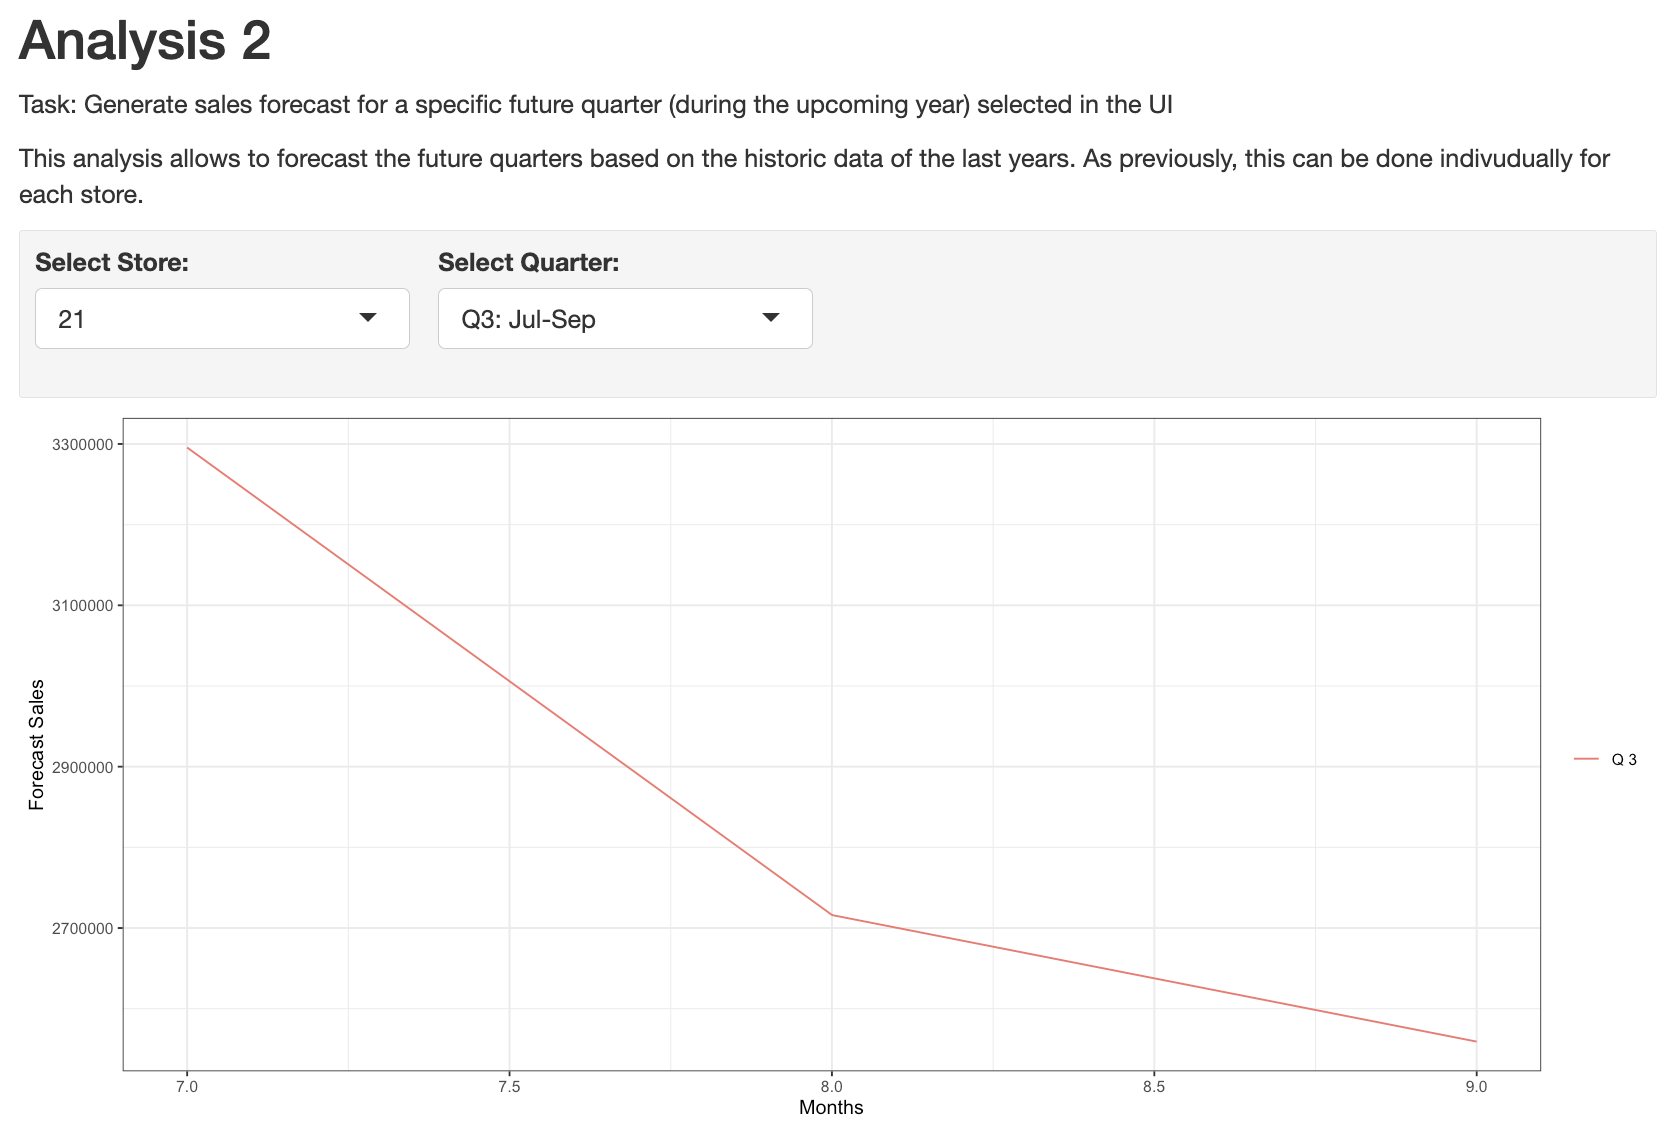 Analysis 2
Task: Generate sales forecast for a specific future quarter (during the upcoming year) selected in the UI
This analysis allows to forecast the future quarters based on the historic data of the last years. As previously, this can be done indivudually for
each store.
Select Store:
Select Quarter:
21
Q3: Jul-Sep
3300000
3100000
2900000
2700000
Forecast Sales
Q 3
7.0
7.5
8.0
8.5
9.0
Months